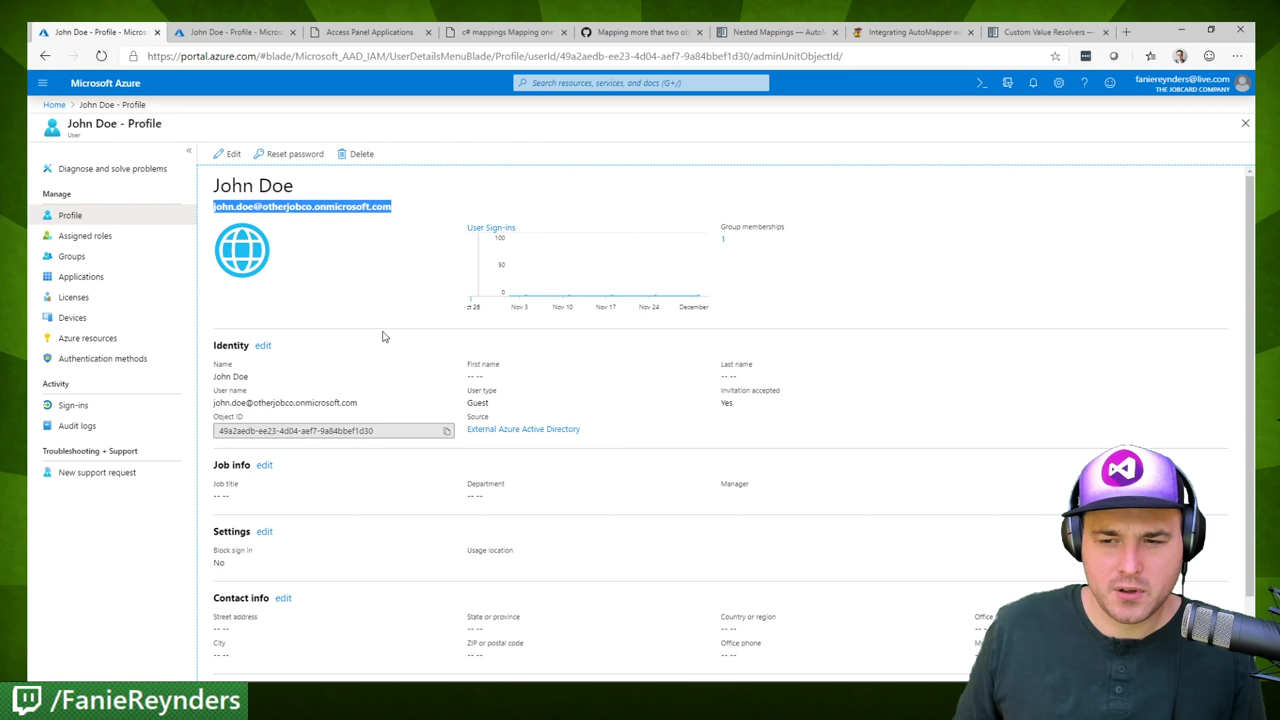 John Doe - Profile - Micros
John Doe - Profile - Microsoft
Access Panel Applications
c# mappings Mapping one
Mapping more that two ob
Nested Mappings — AutoM
Integrating AutoMapper w
Custom Value Resolvers —
https://portal.azure.com/#blade/Microsoft_AAD_IAM/UserDetailsMenuBlade/Profile/userId/49a2aedb-ee23-4d04-aef7-9a84bbef1d30/adminUnitObjectId/
Microsoft Azure
Search resources, services, and docs (G+/)
faniereynders@live.com
THE JOBCARD COMPANY
Home > John Doe - Profile
John Doe - Profile
User
Diagnose and solve problems
Manage
Profile
Assigned roles
Groups
Applications
Licenses
Devices
Azure resources
Authentication methods
Activity
Sign-ins
Audit logs
Troubleshooting + Support
New support request
Edit
Reset password
Delete
John Doe
john.doe@otherjobco.onmicrosoft.com
User Sign-ins
100
50
0
ct 26 Nov 3 Nov 10 Nov 17 Nov 24 December
Group memberships
1
Identity edit
Name
John Doe
First name
-- --
Last name
-- --
User name
john.doe@otherjobco.onmicrosoft.com
User type
Guest
Invitation accepted
Yes
Object ID
49a2aedb-ee23-4d04-aef7-9a84bbef1d30
Source
External Azure Active Directory
Job info edit
Job title
-- --
Department
-- --
Manager
Settings edit
Block sign in
No
Usage location
Contact info edit
Street address
-- --
State or province
-- --
Country or region
-- --
Office
City
-- --
ZIP or postal code
-- --
Office phone
-- --
/FanieReynders